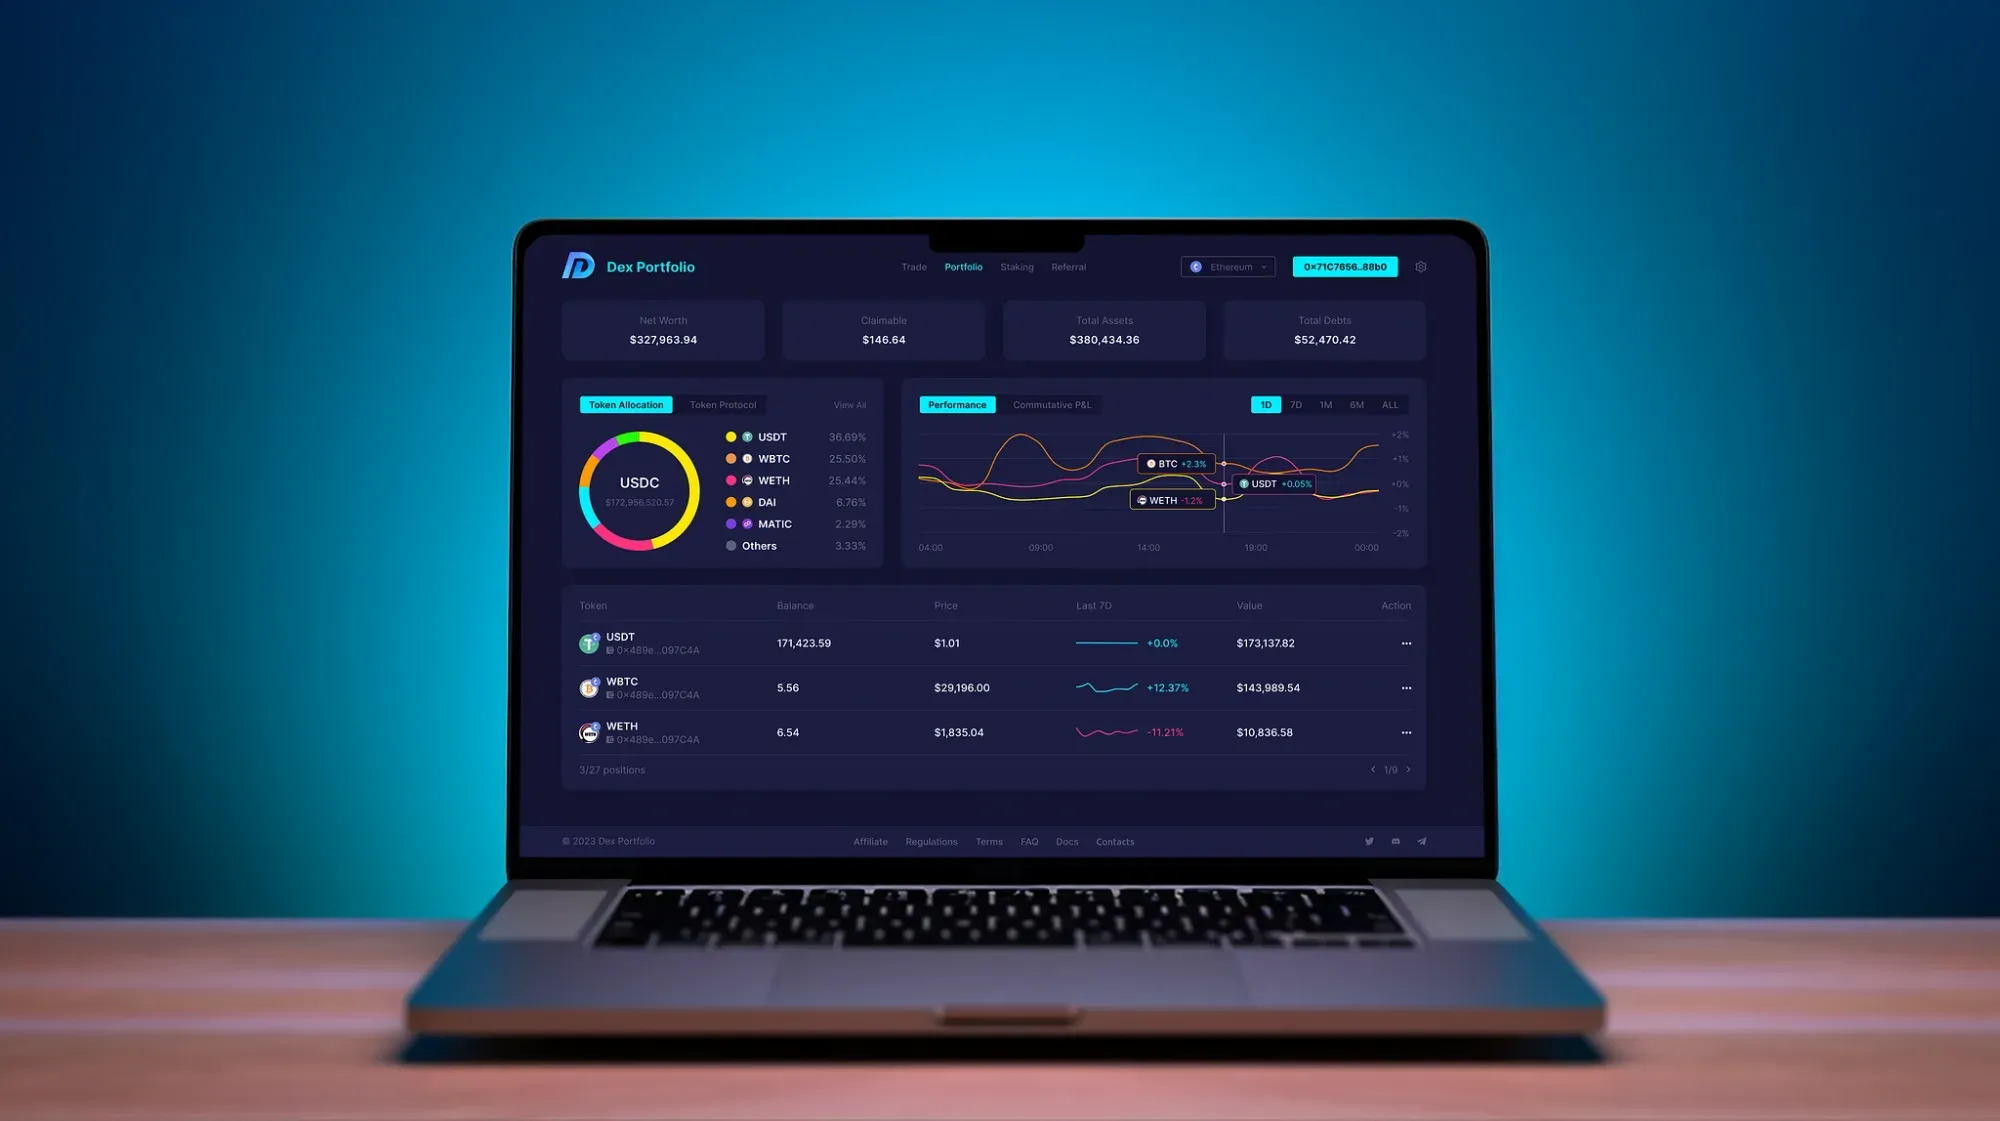 Dex Portfolio
Trade Portfolio Staking Referral
Ethereum
0x71C7656..88b0
Net Worth
$327,963.94
Claimable
$146.64
Total Assets
$380,434.36
Total Debts
$52,470.42
Token Allocation Token Protocol View All
USDC
$172,956,520.57
USDT 36.69%
WBTC 25.50%
WETH 25.44%
DAI 6.76%
MATIC 2.29%
Others 3.33%
Performance Commutative P&L
1D 7D 1M 6M ALL
+2%
+1%
+0%
-1%
-2%
BTC +2.3%
USDT +0.05%
WETH -1.2%
04:00 09:00 14:00 19:00 00:00
Token Balance Price Last 7D Value Action
USDT
0x489e...097C4A
171,423.59 $1.01 +0.0% $173,137.82
WBTC
0x489e...097C4A
5.56 $29,196.00 +12.37% $143,989.54
WETH
0x489e...097C4A
6.54 $1,835.04 -11.21% $10,836.58
3/27 positions
1/9
© 2023 Dex Portfolio
Affiliate Regulations Terms FAQ Docs Contacts